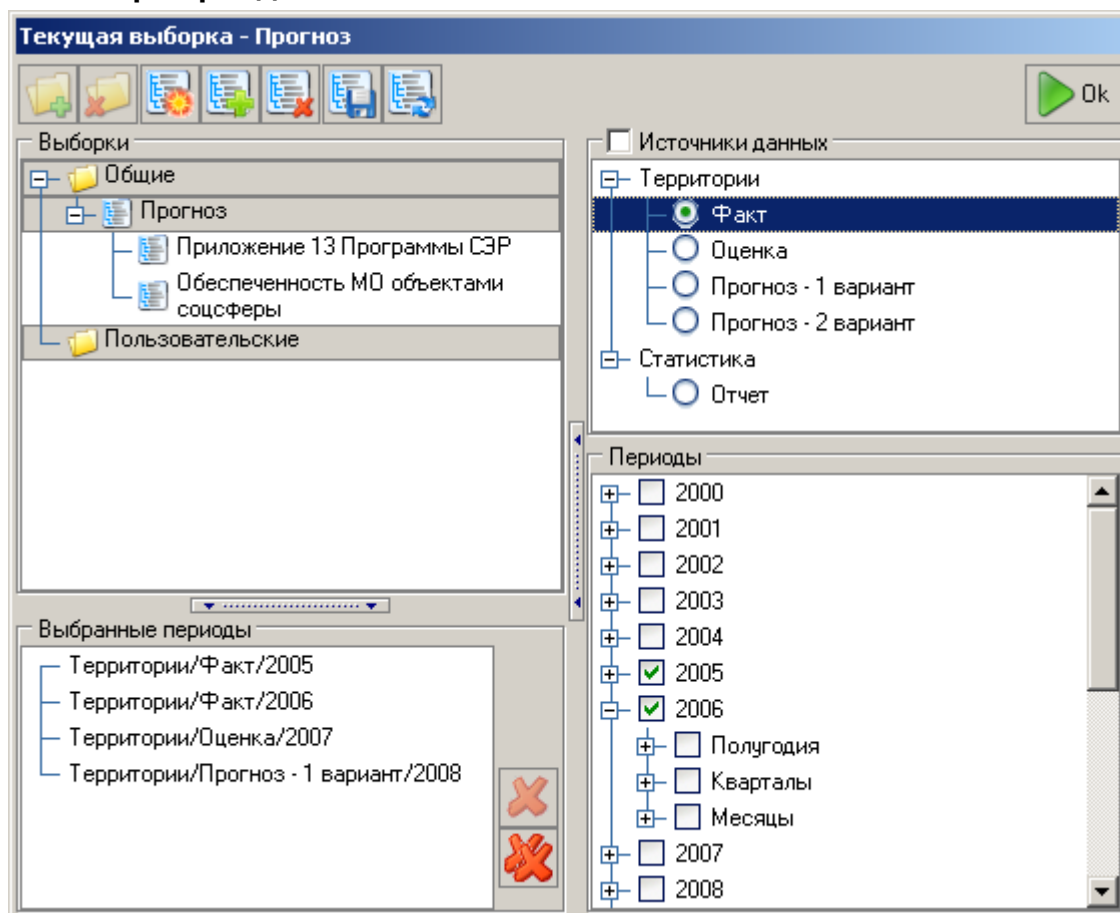 Текущая выборка - Прогноз
Ok
Выборки
Общие
Прогноз
Приложение 13 Программы СЭР
Обеспеченность МО объектами
соцсферы
Пользовательские
Источники данных
Территории
Факт
Оценка
Прогноз - 1 вариант
Прогноз - 2 вариант
Статистика
Отчет
Периоды
2000
2001
2002
2003
2004
2005
2006
Полугодия
Кварталы
Месяцы
2007
2008
Выбранные периоды
Территории/Факт/2005
Территории/Факт/2006
Территории/Оценка/2007
Территории/Прогноз - 1 вариант/2008